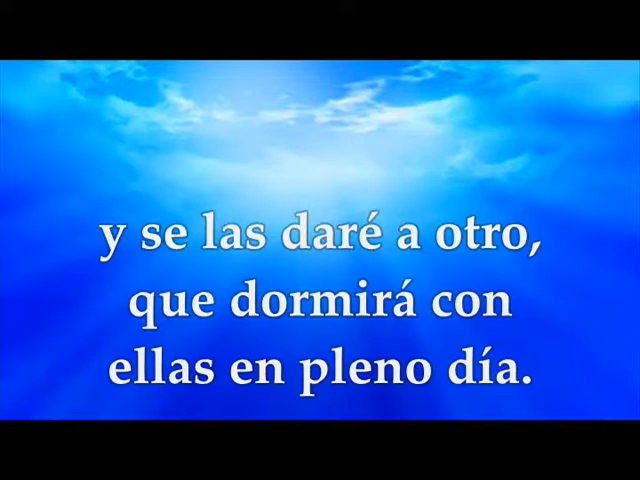 y se las daré a otro,
que dormirá con
ellas en pleno día.